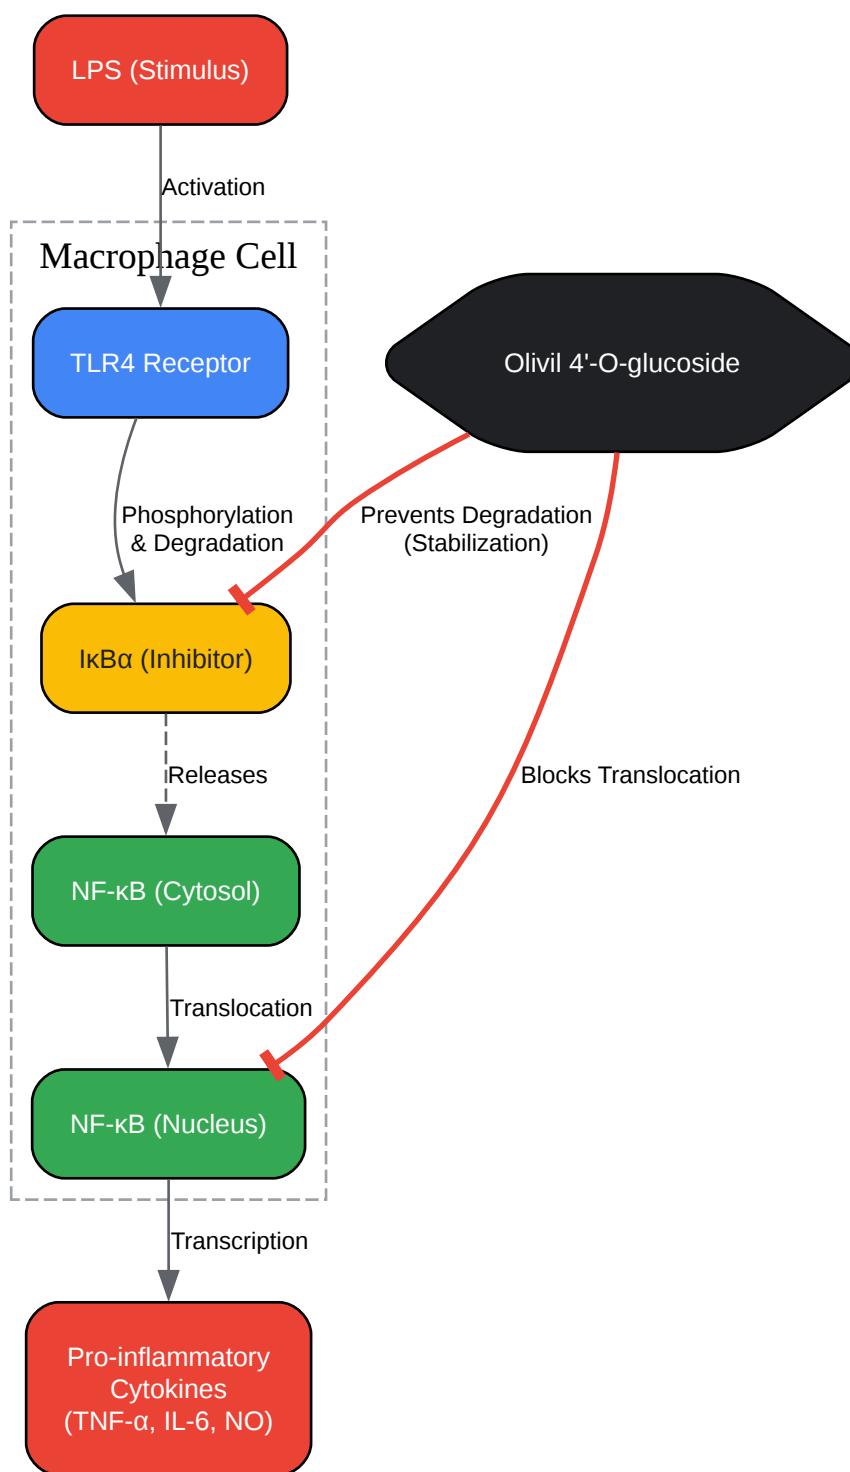 LPS (Stimulus)
Activation
Macrophage Cell
TLR4 Receptor
Olivil 4'-O-glucoside
Phosphorylation
& Degradation
Prevents Degradation
(Stabilization)
IκBα (Inhibitor)
Releases
Blocks Translocation
NF-κB (Cytosol)
Translocation
NF-κB (Nucleus)
Transcription
Pro-inflammatory
Cytokines
(TNF-α, IL-6, NO)